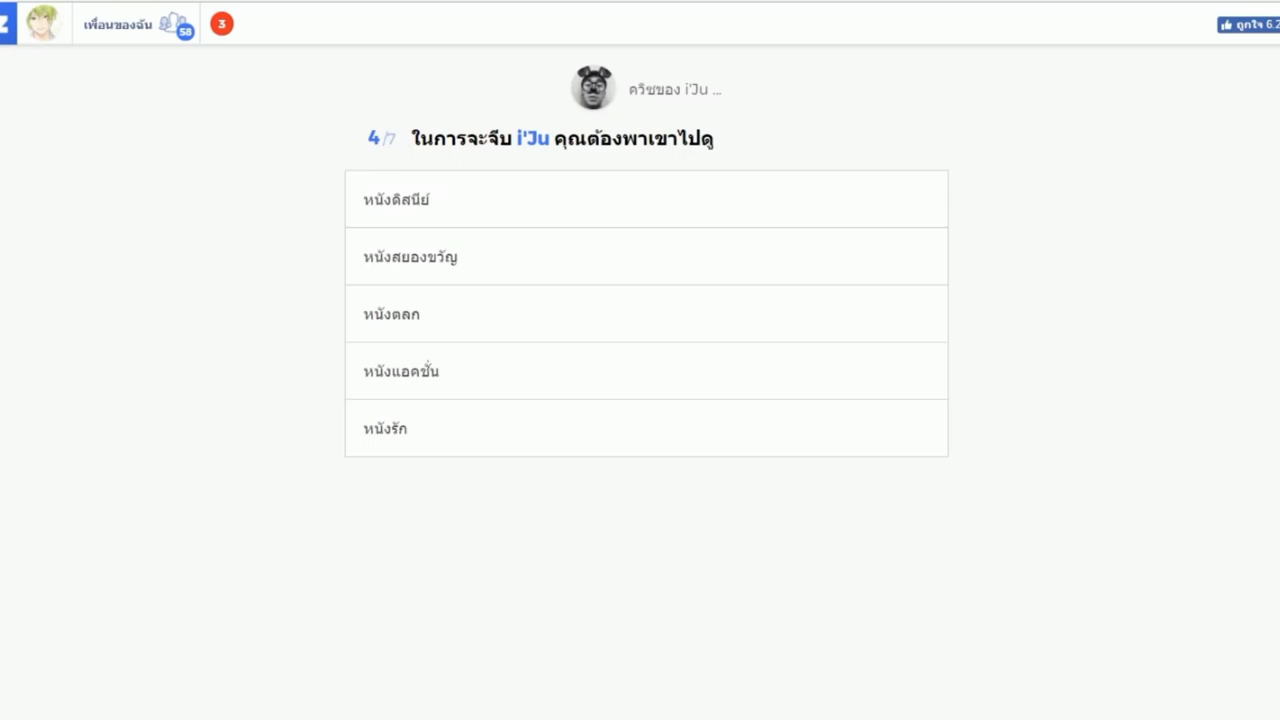 z
เพื่อนของฉัน
58
3
ถูกใจ 6.2
ควิซของ i'Ju ...
4/7 ในการจะจีบ i'Ju คุณต้องพาเขาไปดู
หนังดิสนีย์
หนังสยองขวัญ
หนังตลก
หนังแอคชั่น
หนังรัก